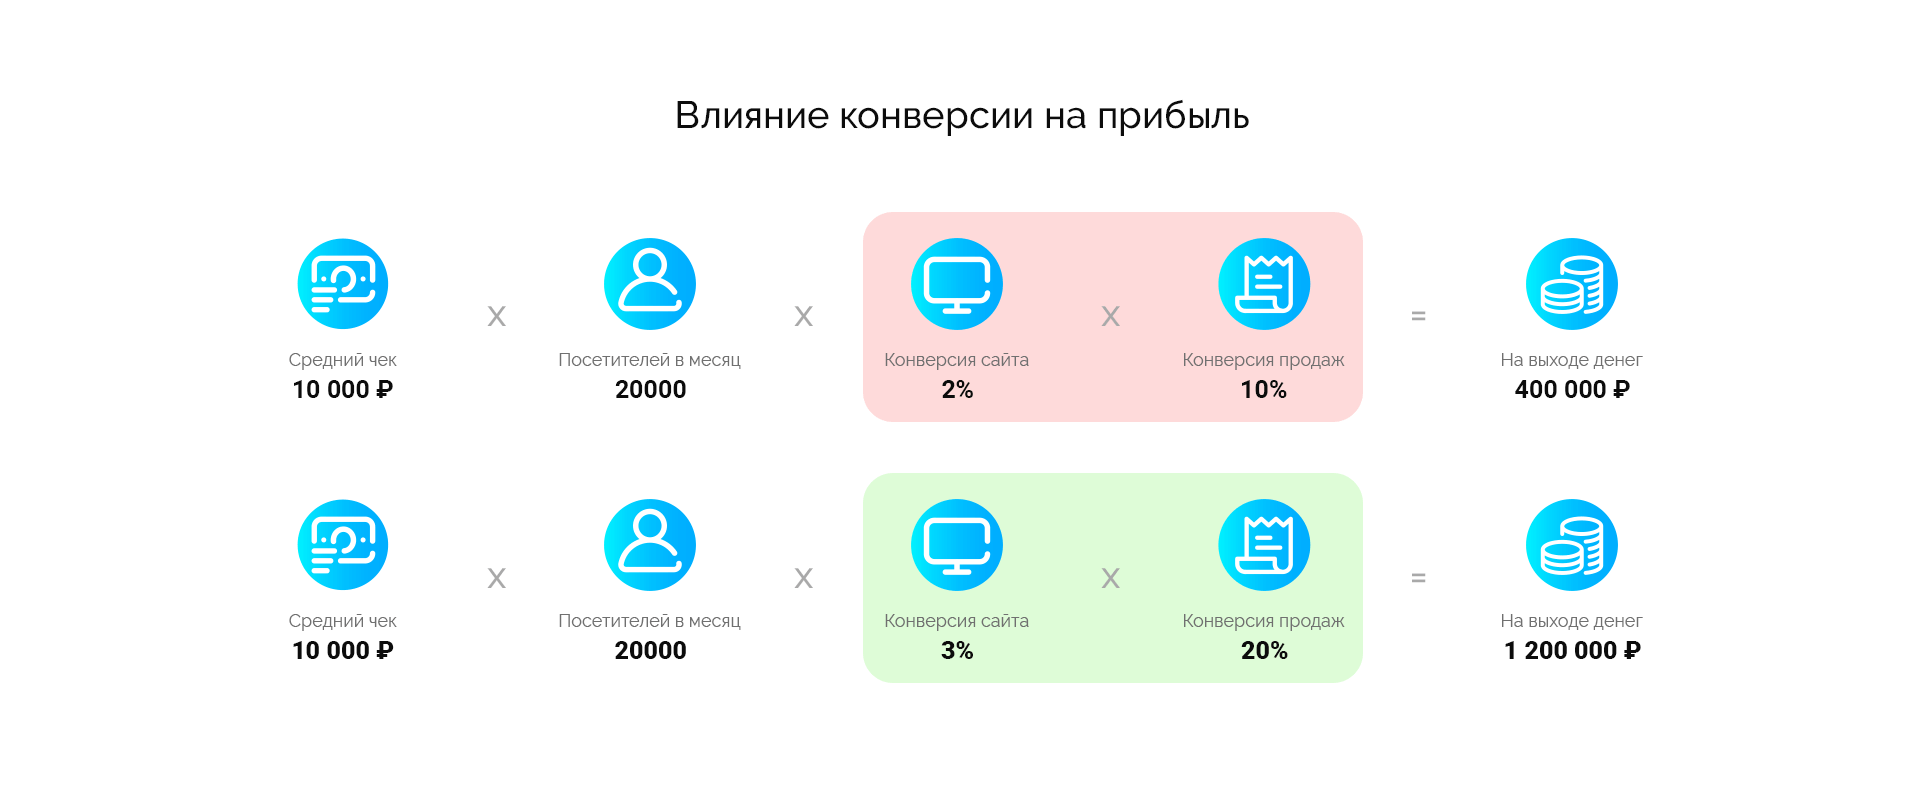 Влияние конверсии на прибыль
Средний чек
10 000 ₽
X
Посетителей в месяц
20000
X
Конверсия сайта
2%
X
Конверсия продаж
10%
=
На выходе денег
400 000 ₽
Средний чек
10 000 ₽
X
Посетителей в месяц
20000
X
Конверсия сайта
3%
X
Конверсия продаж
20%
=
На выходе денег
1 200 000 ₽